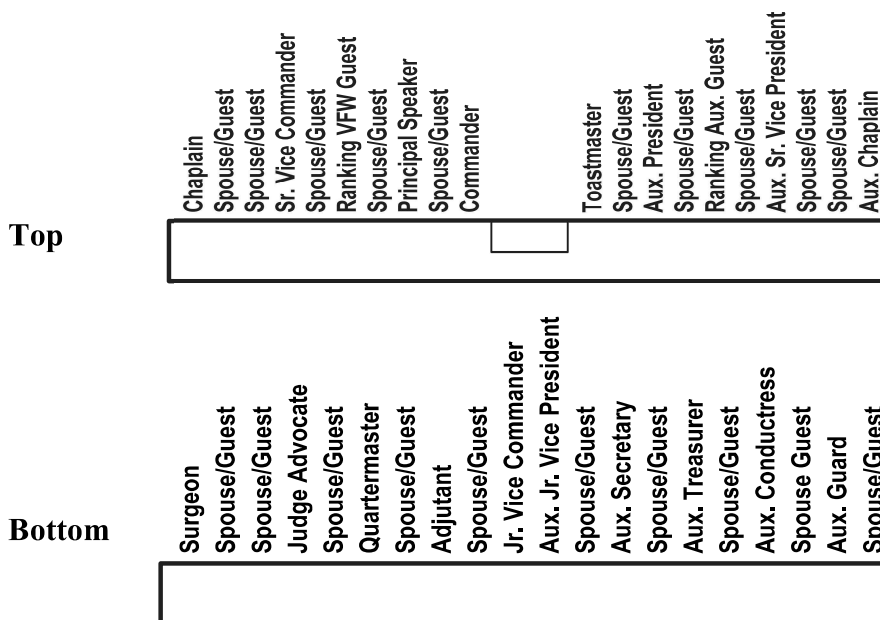 Chaplain
Spouse/Guest
Spouse/Guest
Sr. Vice Commander
Spouse/Guest
Ranking VFW Guest
Spouse/Guest
Principal Speaker
Spouse/Guest
Commander
Toastmaster
Spouse/Guest
Aux. President
Spouse/Guest
Ranking Aux. Guest
Spouse/Guest
Aux. Sr. Vice President
Spouse/Guest
Spouse/Guest
Aux. Chaplain
Top
Surgeon
Spouse/Guest
Spouse/Guest
Judge Advocate
Spouse/Guest
Quartermaster
Spouse/Guest
Adjutant
Spouse/Guest
Jr. Vice Commander
Aux. Jr. Vice President
Spouse/Guest
Aux. Secretary
Spouse/Guest
Aux. Treasurer
Spouse/Guest
Aux. Conductress
Spouse Guest
Aux. Guard
Spouse/Guest
Bottom